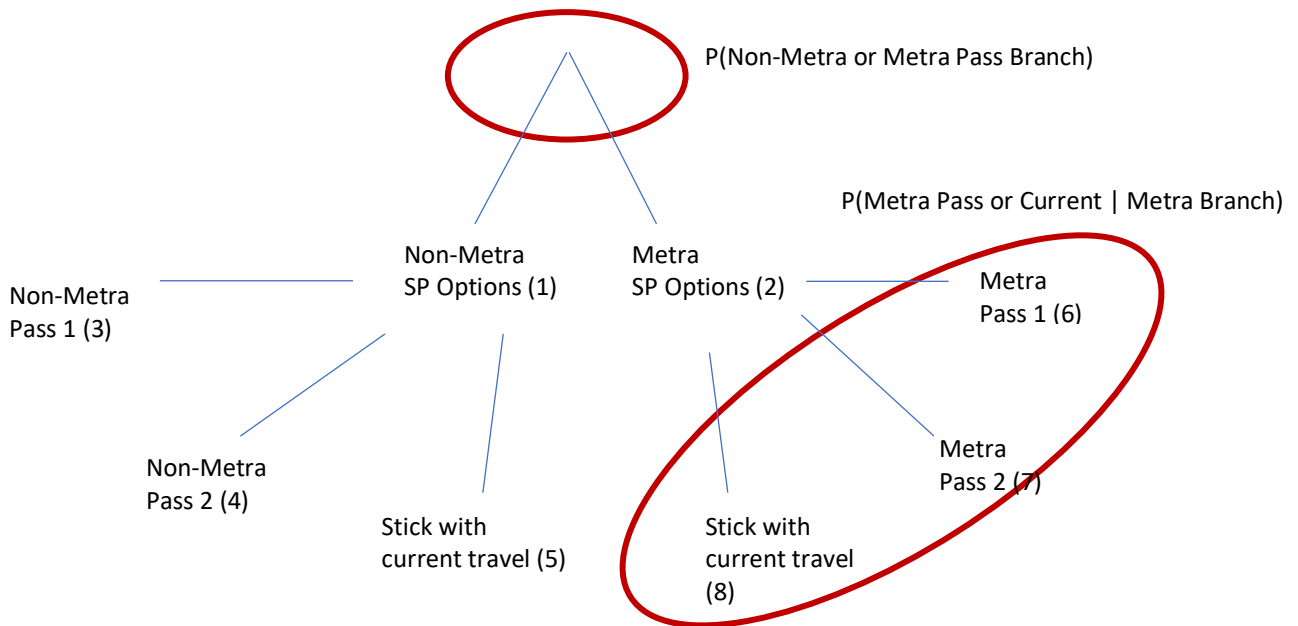 P(Non-Metra or Metra Pass Branch)
P(Metra Pass or Current | Metra Branch)
Non-Metra
SP Options (1)
Metra
SP Options (2)
Non-Metra
Pass 1 (3)
Metra
Pass 1 (6)
Non-Metra
Pass 2 (4)
Metra
Pass 2 (7)
Stick with
current travel (5)
Stick with
current travel
(8)